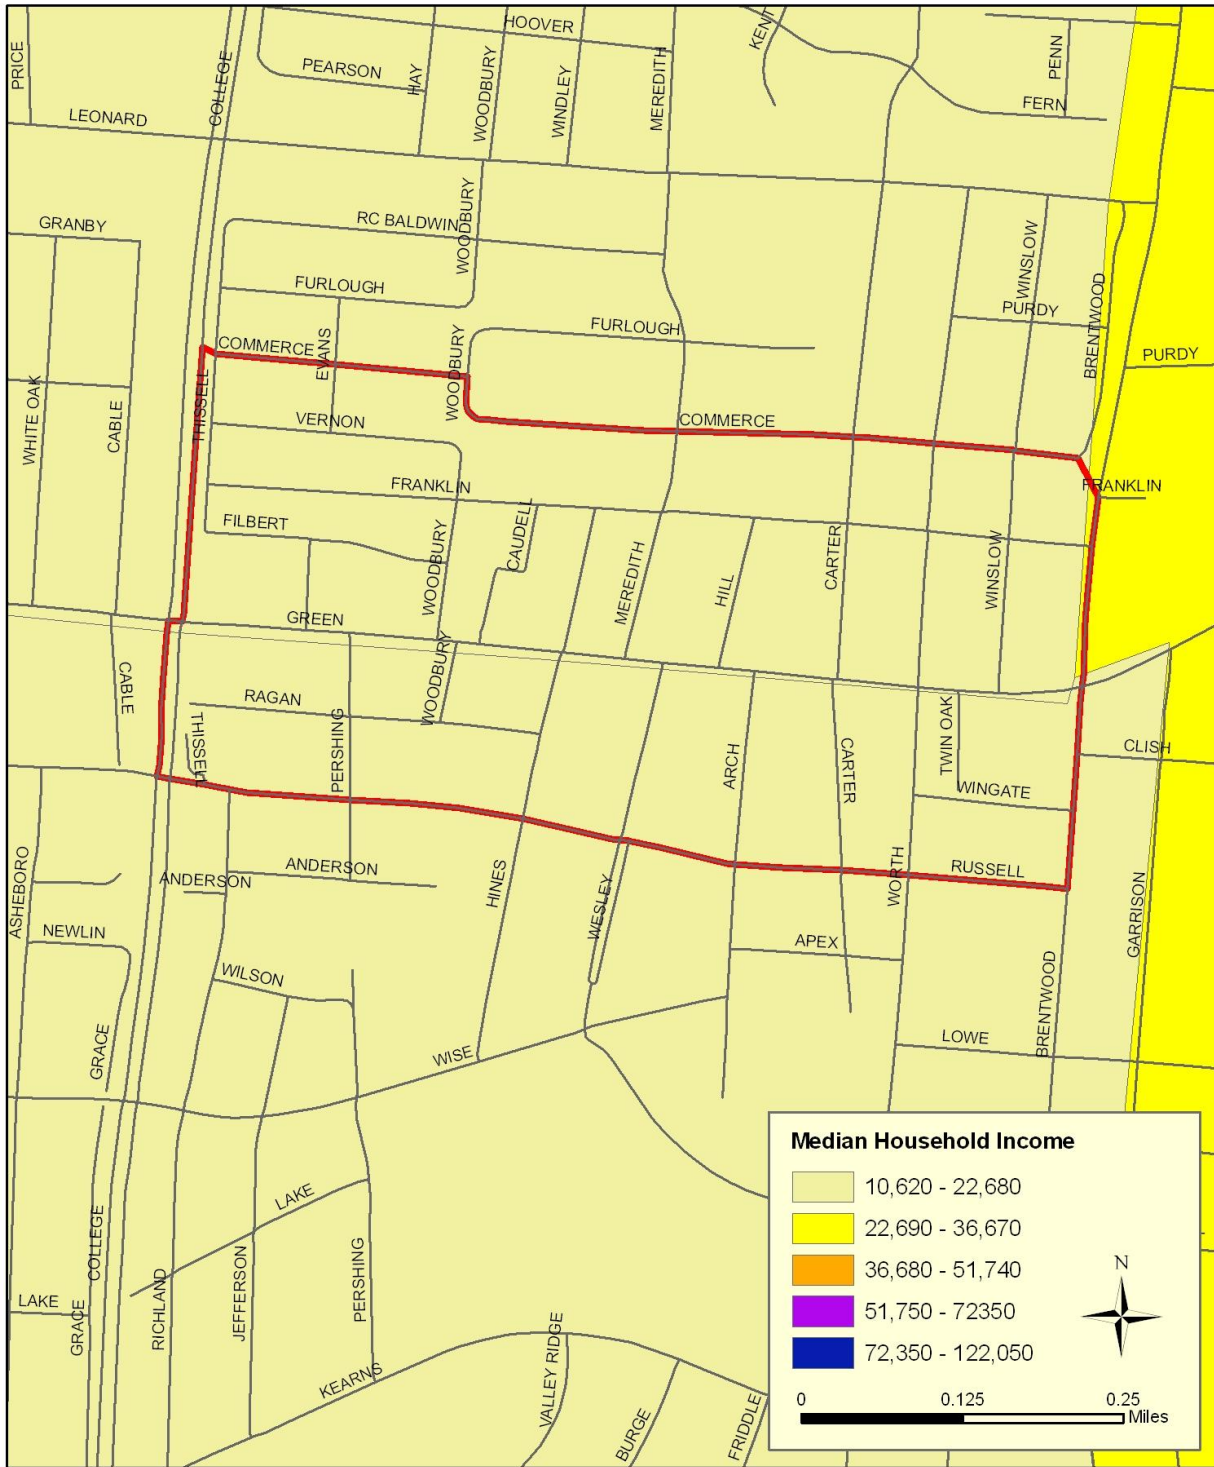 HOOVER
KENT
PRICE
COLLEGE
PEARSON
HAY
WOODBURY
WINDLEY
MEREDITH
PENN
FERN
LEONARD
GRANBY
RC BALDWIN
WOODBURY
WINSLOW
FURLOUGH
PURDY
BRENTWOOD
FURLOUGH
COMMERCE
EVANS
WOODBURY
PURDY
WHITE OAK
CABLE
THISSELL
VERNON
COMMERCE
FRANKLIN
FRANKLIN
FILBERT
WOODBURY
CAUDELL
MEREDITH
HILL
CARTER
WINSLOW
GREEN
CABLE
RAGAN
WOODBURY
THISSELL
PERSHING
ARCH
CARTER
TWIN OAK
CLISH
WINGATE
ASHEBORO
ANDERSON
ANDERSON
HINES
WESLEY
WORTH
RUSSELL
GARRISON
NEWLIN
APEX
WILSON
BRENTWOOD
GRACE
WISE
LOWE
LAKE
COLLEGE
RICHLAND
JEFFERSON
PERSHING
LAKE
GRACE
KEARNS
VALLEY RIDGE
BURGE
FRIDDLE
Median Household Income
10,620 - 22,680
22,690 - 36,670
36,680 - 51,740
51,750 - 72350
72,350 - 122,050
N
0 0.125 0.25
Miles